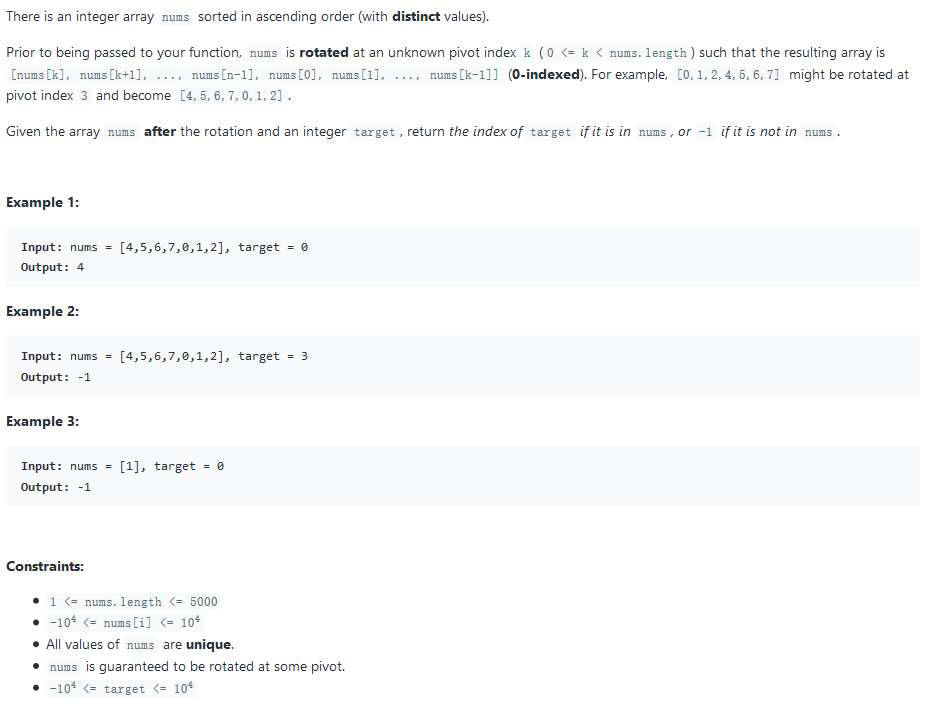 There is an integer array nums sorted in ascending order (with distinct values).
Prior to being passed to your function, nums is rotated at an unknown pivot index k (0 <= k < nums.length) such that the resulting array is
[nums[k], nums[k+1], ..., nums[n-1], nums[0], nums[1], ..., nums[k-1]] (0-indexed). For example, [0,1,2,4,5,6,7] might be rotated at
pivot index 3 and become [4,5,6,7,0,1,2].
Given the array nums after the rotation and an integer target, return the index of target if it is in nums, or -1 if it is not in nums.
Example 1:
Input: nums = [4,5,6,7,0,1,2], target = 0
Output: 4
Example 2:
Input: nums = [4,5,6,7,0,1,2], target = 3
Output: -1
Example 3:
Input: nums = [1], target = 0
Output: -1
Constraints:
• 1 <= nums.length <= 5000
• -10⁴ <= nums[i] <= 10⁴
• All values of nums are unique.
• nums is guaranteed to be rotated at some pivot.
• -10⁴ <= target <= 10⁴